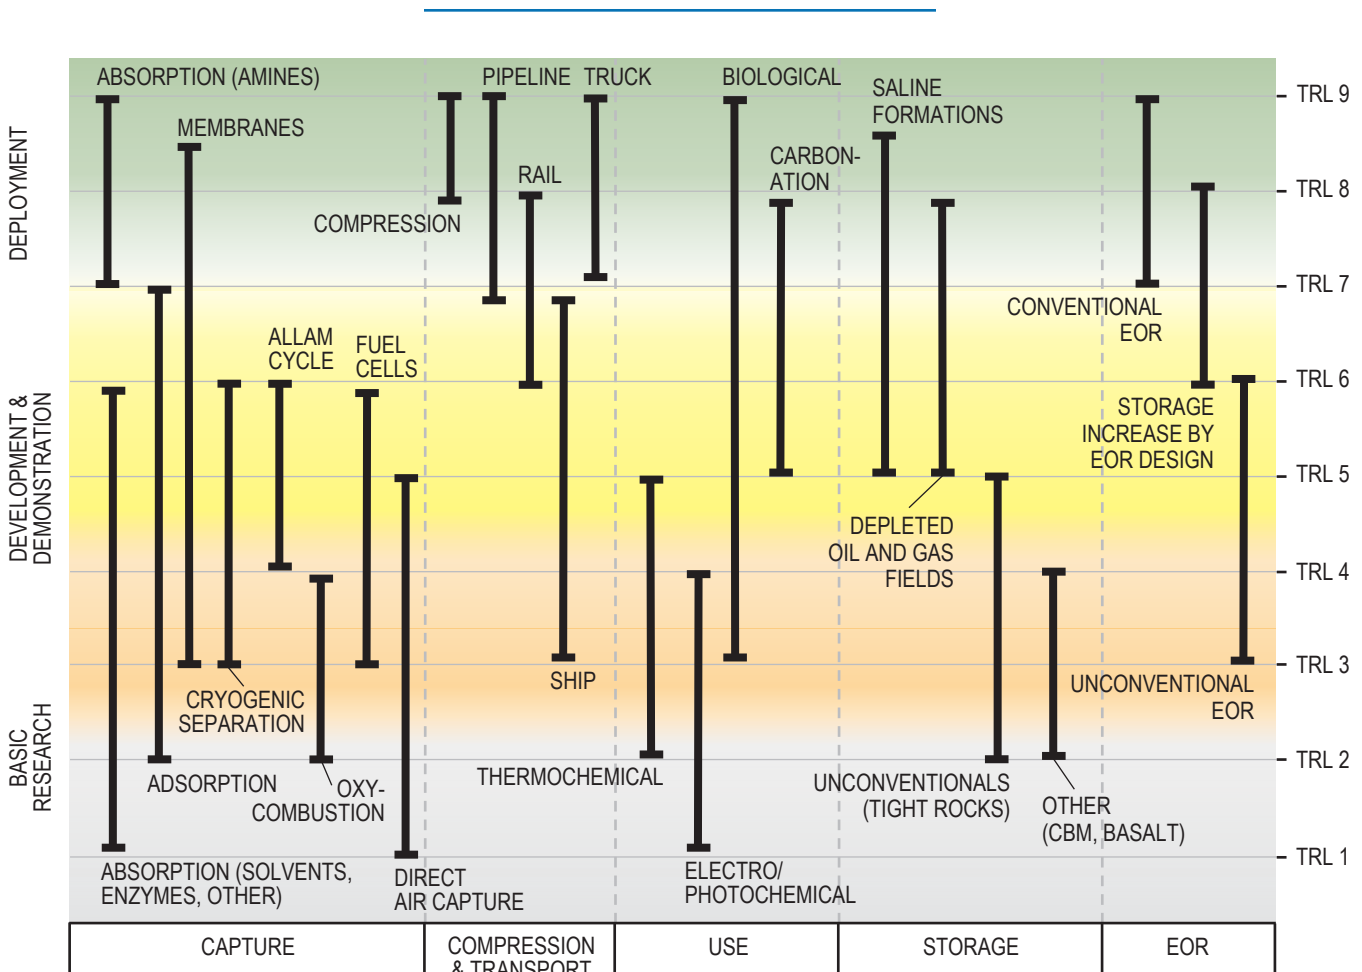 ABSORPTION (AMINES)
MEMBRANES
ALLAM
CYCLE
FUEL
CELLS
CRYOGENIC
SEPARATION
ADSORPTION
OXY-
COMBUSTION
ABSORPTION (SOLVENTS,
ENZYMES, OTHER)
DIRECT
AIR CAPTURE
PIPELINE
TRUCK
RAIL
COMPRESSION
SHIP
BIOLOGICAL
CARBON-
ATION
THERMOCHEMICAL
ELECTRO/
PHOTOCHEMICAL
SALINE
FORMATIONS
DEPLETED
OIL AND GAS
FIELDS
UNCONVENTIONALS
(TIGHT ROCKS)
OTHER
(CBM, BASALT)
CONVENTIONAL
EOR
STORAGE
INCREASE BY
EOR DESIGN
UNCONVENTIONAL
EOR
DEPLOYMENT
DEVELOPMENT &
DEMONSTRATION
BASIC
RESEARCH
TRL 9
TRL 8
TRL 7
TRL 6
TRL 5
TRL 4
TRL 3
TRL 2
TRL 1
CAPTURE
COMPRESSION
& TRANSPORT
USE
STORAGE
EOR